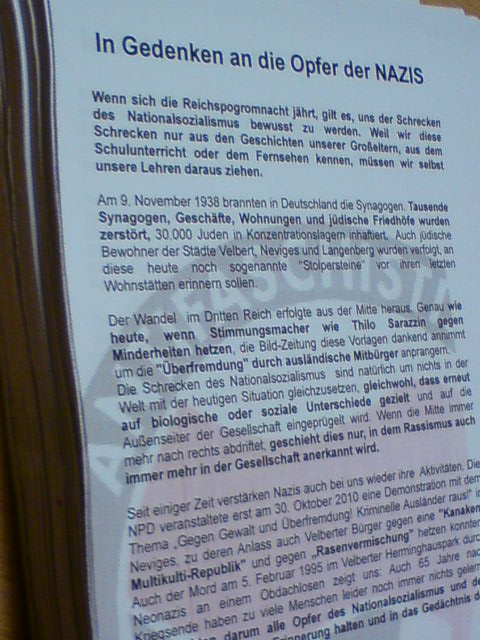 In Gedenken an die Opfer der NAZIS
Wenn sich die Reichspogromnacht jährt, gilt es, uns der Schrecken
des Nationalsozialismus bewusst zu werden. Weil wir diese
Schrecken nur aus den Geschichten unserer Großeltern, aus dem
Schulunterricht oder dem Fernsehen kennen, müssen wir selbst
unsere Lehren daraus ziehen.
Am 9. November 1938 brannten in Deutschland die Synagogen. Tausende
Synagogen, Geschäfte, Wohnungen und jüdische Friedhöfe wurden
zerstört, 30.000 Juden in Konzentrationslagern inhaftiert. Auch jüdische
Bewohner der Städte Velbert, Neviges und Langenberg wurden verfolgt, an
diese heute noch sogenannte "Stolpersteine" vor ihren letzten
Wohnstätten erinnern sollen.
Der Wandel im Dritten Reich erfolgte aus der Mitte heraus. Genau wie
heute, wenn Stimmungsmacher wie Thilo Sarazzin gegen
Minderheiten hetzen, die Bild-Zeitung diese Vorlagen dankend annimmt
um die "Überfremdung" durch ausländische Mitbürger anprangern.
Die Schrecken des Nationalsozialismus sind natürlich um nichts in der
Welt mit der heutigen Situation gleichzusetzen, gleichwohl, dass erneut
auf biologische oder soziale Unterschiede gezielt und auf die
Außenseiter der Gesellschaft eingeprügelt wird. Wenn die Mitte immer
mehr nach rechts abdriftet, geschieht dies nur, in dem Rassismus auch
immer mehr in der Gesellschaft anerkannt wird.
Seit einiger Zeit verstärken Nazis auch bei uns wieder ihre Aktivitäten. Die
NPD veranstaltete erst am 30. Oktober 2010 eine Demonstration mit dem
Thema „Gegen Gewalt und Überfremdung! Kriminelle Ausländer raus!" in
Neviges, zu deren Anlass auch Velberter Bürger gegen eine "Kanaken
Multikulti-Republik" und gegen „Rasenvermischung" hetzen konnten
Auch der Mord am 5. Februar 1995 im Velberter Herminghauspark durch
Neonazis an einem Obdachlosen zeigt uns. Auch 65 Jahre nach
Kriegsende haben zu viele Menschen leider noch immer nichts gelernt
darum alle Opfer des Nationalsozialismus und de
Erinnerung halten und in das Gedächtnis d